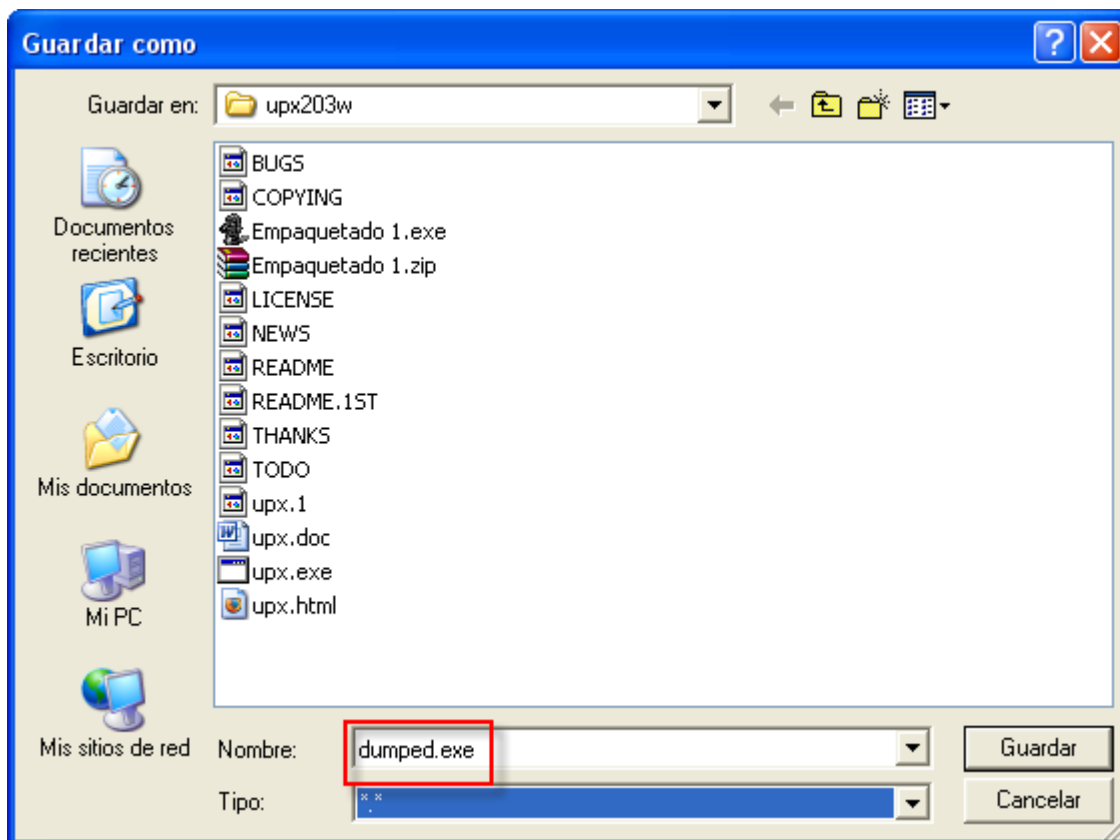 Guardar como
Guardar en: upx203w
Documentos
recientes
Escritorio
Mis documentos
Mi PC
Mis sitios de red
BUGS
COPYING
Empaquetado 1.exe
Empaquetado 1.zip
LICENSE
NEWS
README
README.1ST
THANKS
TODO
upx.1
upx.doc
upx.exe
upx.html
Nombre: dumped.exe Guardar
Tipo: *.* Cancelar